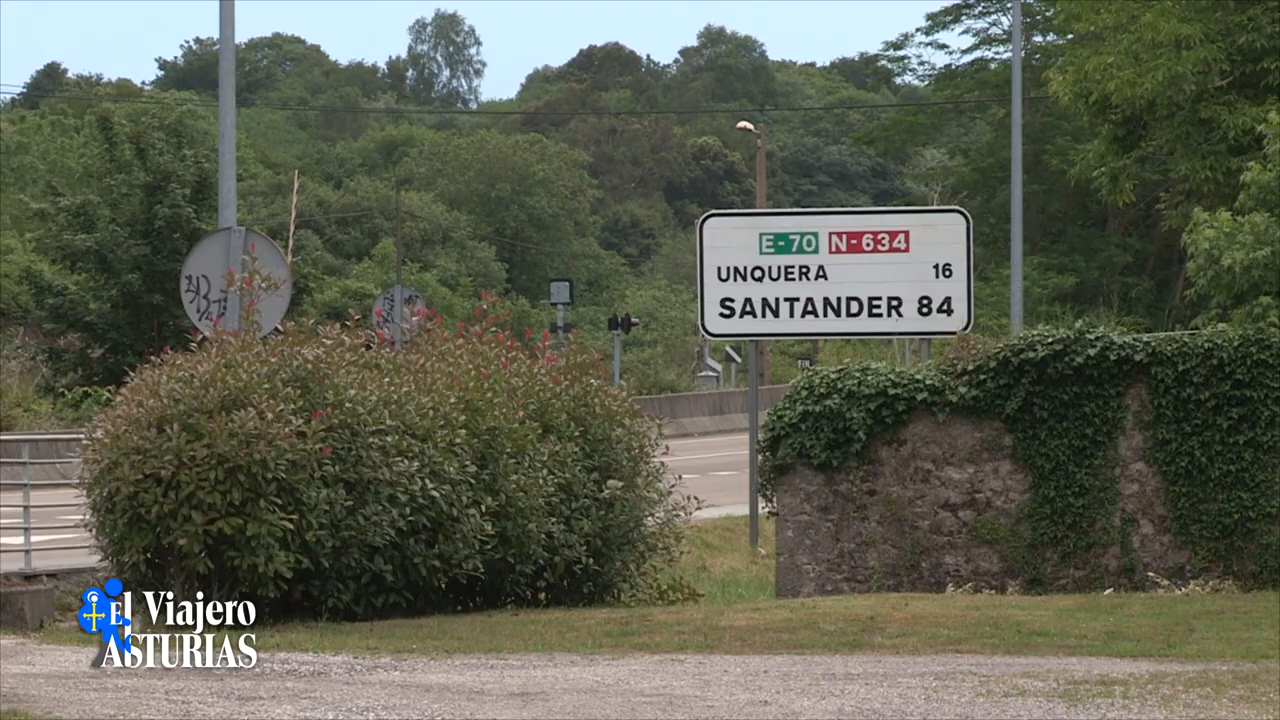 E-70 N-634
UNQUERA 16
SANTANDER 84
EL VIAJERO
ASTURIAS